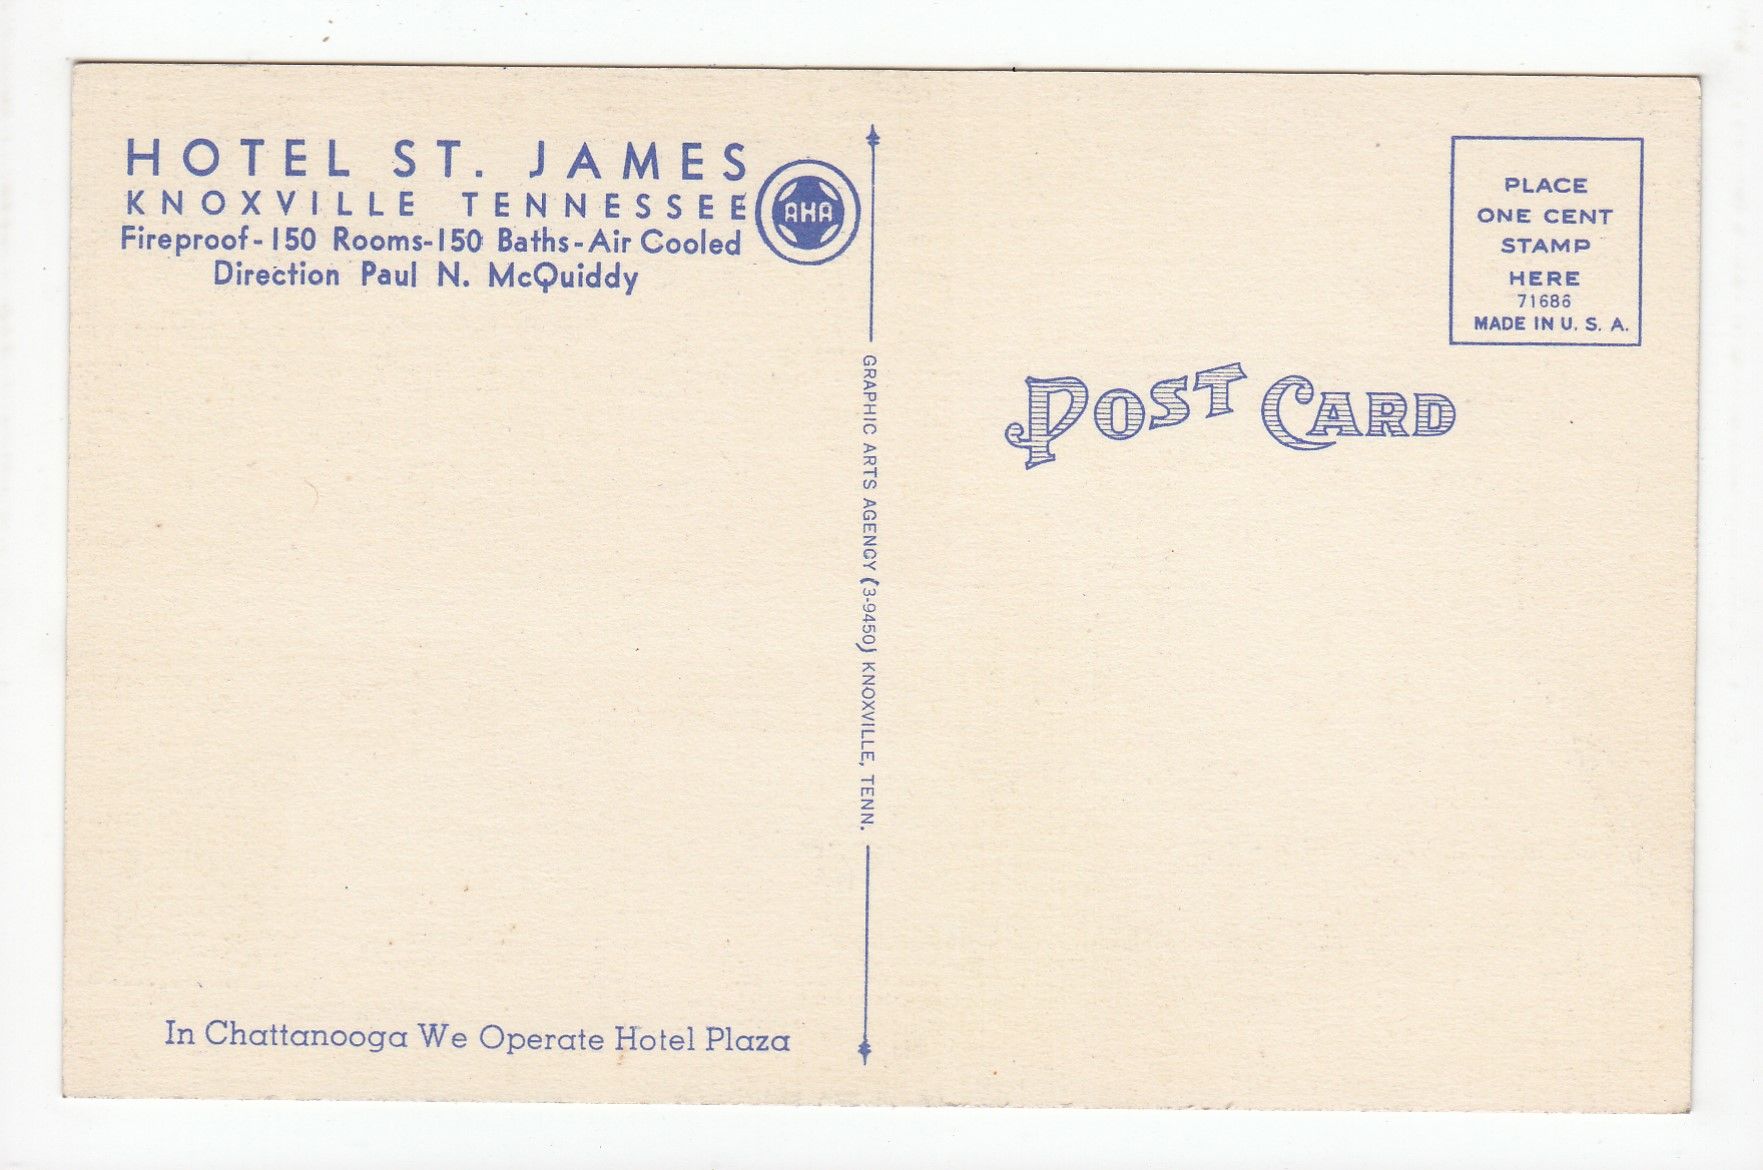 HOTEL ST. JAMES
KNOXVILLE TENNESSEE
Fireproof-150 Rooms-150 Baths-Air Cooled
Direction Paul N. McQuiddy
AHA
In Chattanooga We Operate Hotel Plaza
GRAPHIC ARTS AGENCY (3-9450) KNOXVILLE, TENN.
PLACE
ONE CENT
STAMP
HERE
71686
MADE IN U. S. A.
POST CARD